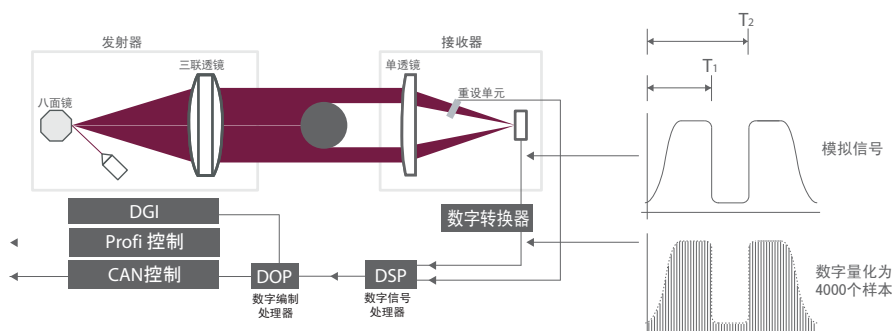 发射器
接收器
三联透镜
单透镜
八面镜
重设单元
T2
T1
模拟信号
数字转换器
DGI
Profi 控制
CAN控制
DOP
数字编制
处理器
DSP
数字信号
处理器
数字量化为
4000个样本